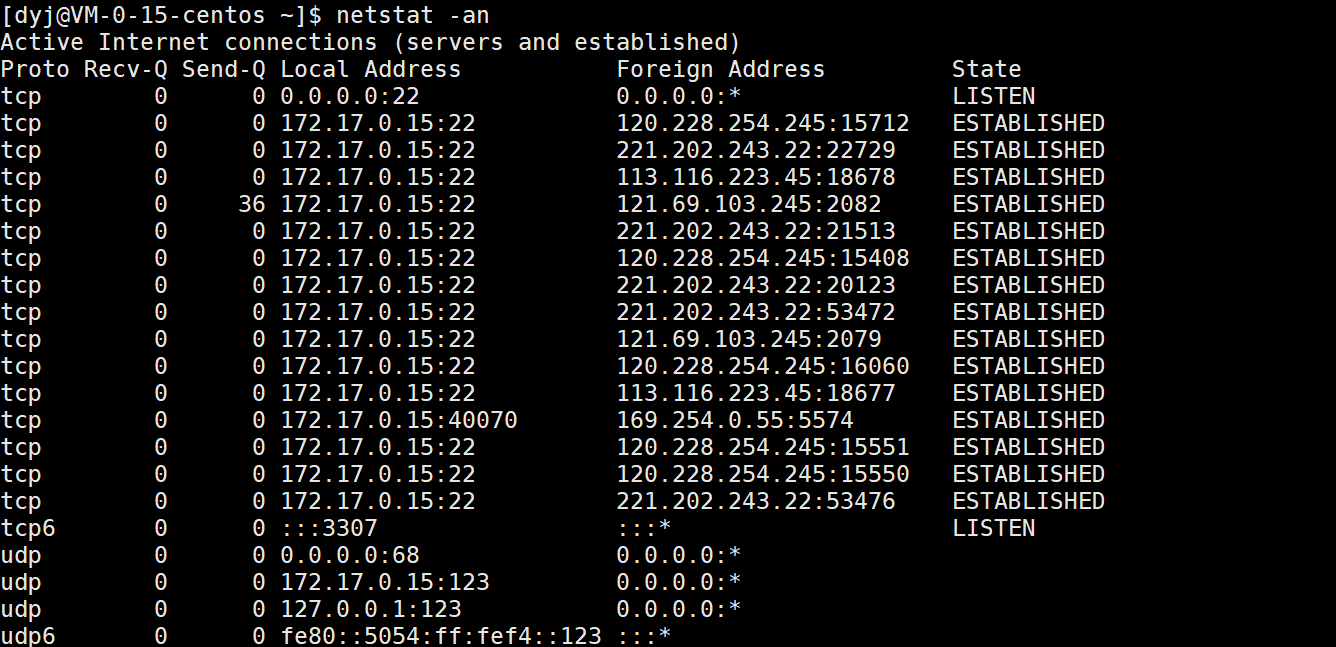 [dyj@VM-0-15-centos ~]$ netstat -an
Active Internet connections (servers and established)
Proto Recv-Q Send-Q Local Address           Foreign Address         State
tcp        0      0 0.0.0.0:22              0.0.0.0:*               LISTEN
tcp        0      0 172.17.0.15:22          120.228.254.245:15712   ESTABLISHED
tcp        0      0 172.17.0.15:22          221.202.243.22:22729    ESTABLISHED
tcp        0      0 172.17.0.15:22          113.116.223.45:18678    ESTABLISHED
tcp        0     36 172.17.0.15:22          121.69.103.245:2082     ESTABLISHED
tcp        0      0 172.17.0.15:22          221.202.243.22:21513    ESTABLISHED
tcp        0      0 172.17.0.15:22          120.228.254.245:15408   ESTABLISHED
tcp        0      0 172.17.0.15:22          221.202.243.22:20123    ESTABLISHED
tcp        0      0 172.17.0.15:22          221.202.243.22:53472    ESTABLISHED
tcp        0      0 172.17.0.15:22          121.69.103.245:2079     ESTABLISHED
tcp        0      0 172.17.0.15:22          120.228.254.245:16060   ESTABLISHED
tcp        0      0 172.17.0.15:22          113.116.223.45:18677    ESTABLISHED
tcp        0      0 172.17.0.15:40070       169.254.0.55:5574       ESTABLISHED
tcp        0      0 172.17.0.15:22          120.228.254.245:15551   ESTABLISHED
tcp        0      0 172.17.0.15:22          120.228.254.245:15550   ESTABLISHED
tcp        0      0 172.17.0.15:22          221.202.243.22:53476    ESTABLISHED
tcp6       0      0 :::3307                 :::*                    LISTEN
udp        0      0 0.0.0.0:68              0.0.0.0:*
udp        0      0 172.17.0.15:123         0.0.0.0:*
udp        0      0 127.0.0.1:123           0.0.0.0:*
udp6       0      0 fe80::5054:ff:fef4::123 :::*